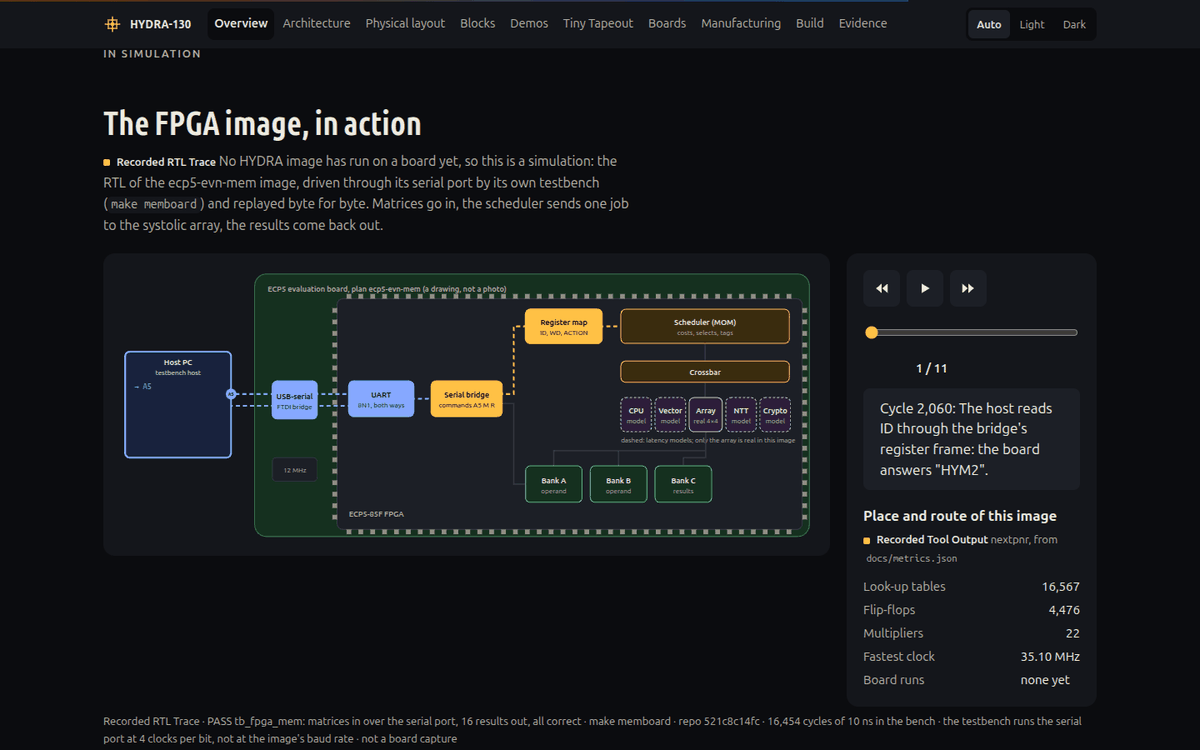 HYDRA-130 Overview Architecture Physical layout Blocks Demos Tiny Tapeout Boards Manufacturing Build Evidence Auto Light Dark
IN SIMULATION
The FPGA image, in action
Recorded RTL Trace No HYDRA image has run on a board yet, so this is a simulation: the
RTL of the ecp5-evn-mem image, driven through its serial port by its own testbench
(make memboard) and replayed byte for byte. Matrices go in, the scheduler sends one job
to the systolic array, the results come back out.
ECP5 evaluation board, plan ecp5-evn-mem (a drawing, not a photo)
Host PC
testbench host
→ A5
A5
USB-serial
FTDI bridge
12 MHz
UART
8N1, both ways
Serial bridge
commands A5 M R
Register map
ID, WD, ACTION
Scheduler (MOM)
costs, selects, tags
Crossbar
CPU
model
Vector
model
Array
real 4×4
NTT
model
Crypto
model
dashed: latency models; only the array is real in this image
Bank A
operand
Bank B
operand
Bank C
results
ECP5-85F FPGA
1 / 11
Cycle 2,060: The host reads
ID through the bridge's
register frame: the board
answers "HYM2".
Place and route of this image
Recorded Tool Output nextpnr, from
docs/metrics.json
Look-up tables 16,567
Flip-flops 4,476
Multipliers 22
Fastest clock 35.10 MHz
Board runs none yet
Recorded RTL Trace · PASS tb_fpga_mem: matrices in over the serial port, 16 results out, all correct · make memboard · repo 521c8c14fc · 16,454 cycles of 10 ns in the bench · the testbench runs the serial
port at 4 clocks per bit, not at the image's baud rate · not a board capture